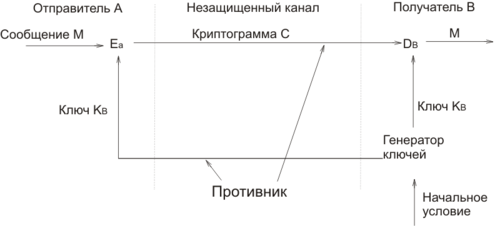 Отправитель A
Незащищенный канал
Получатель B
Сообщение M
Ea
Криптограмма C
DB
M
Ключ KB
Ключ KB
Генератор
ключей
Противник
Начальное
условие